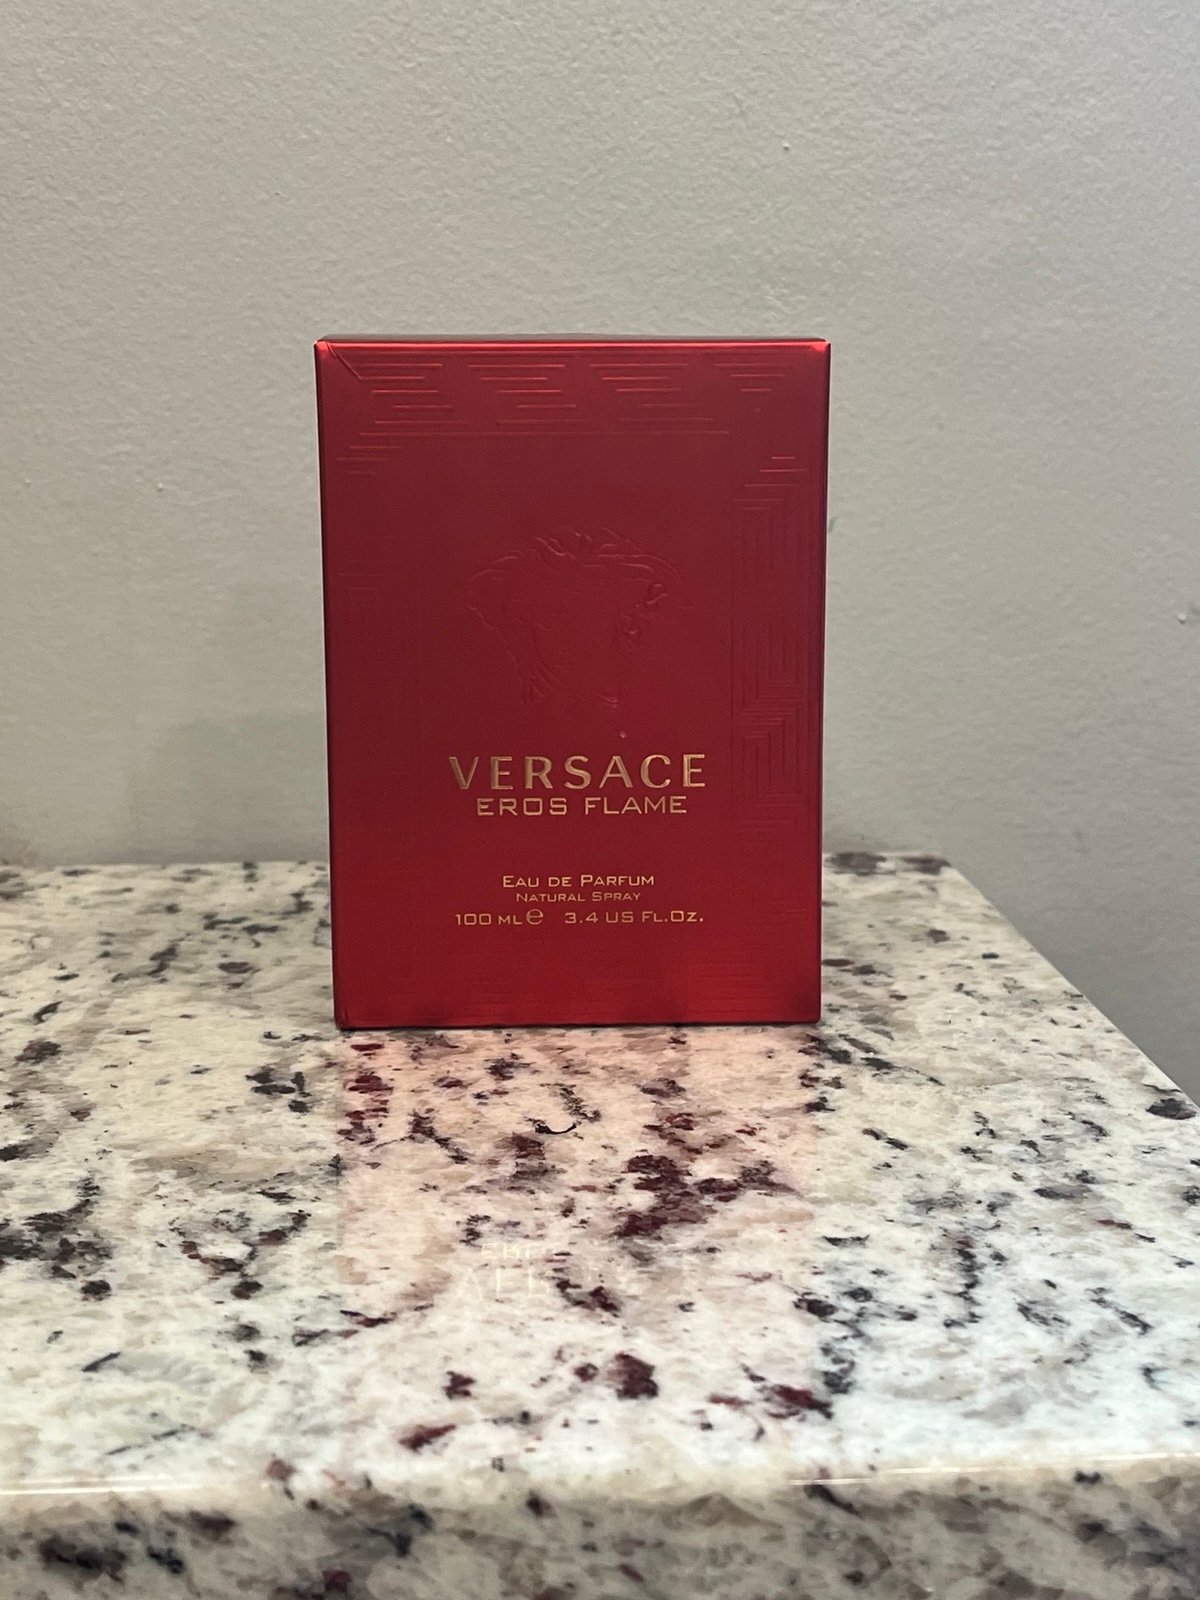 VERSACE
EROS FLAME
EAU DE PARFUM
NATURAL SPRAY
100 ML ℮ 3.4 US FL.OZ.